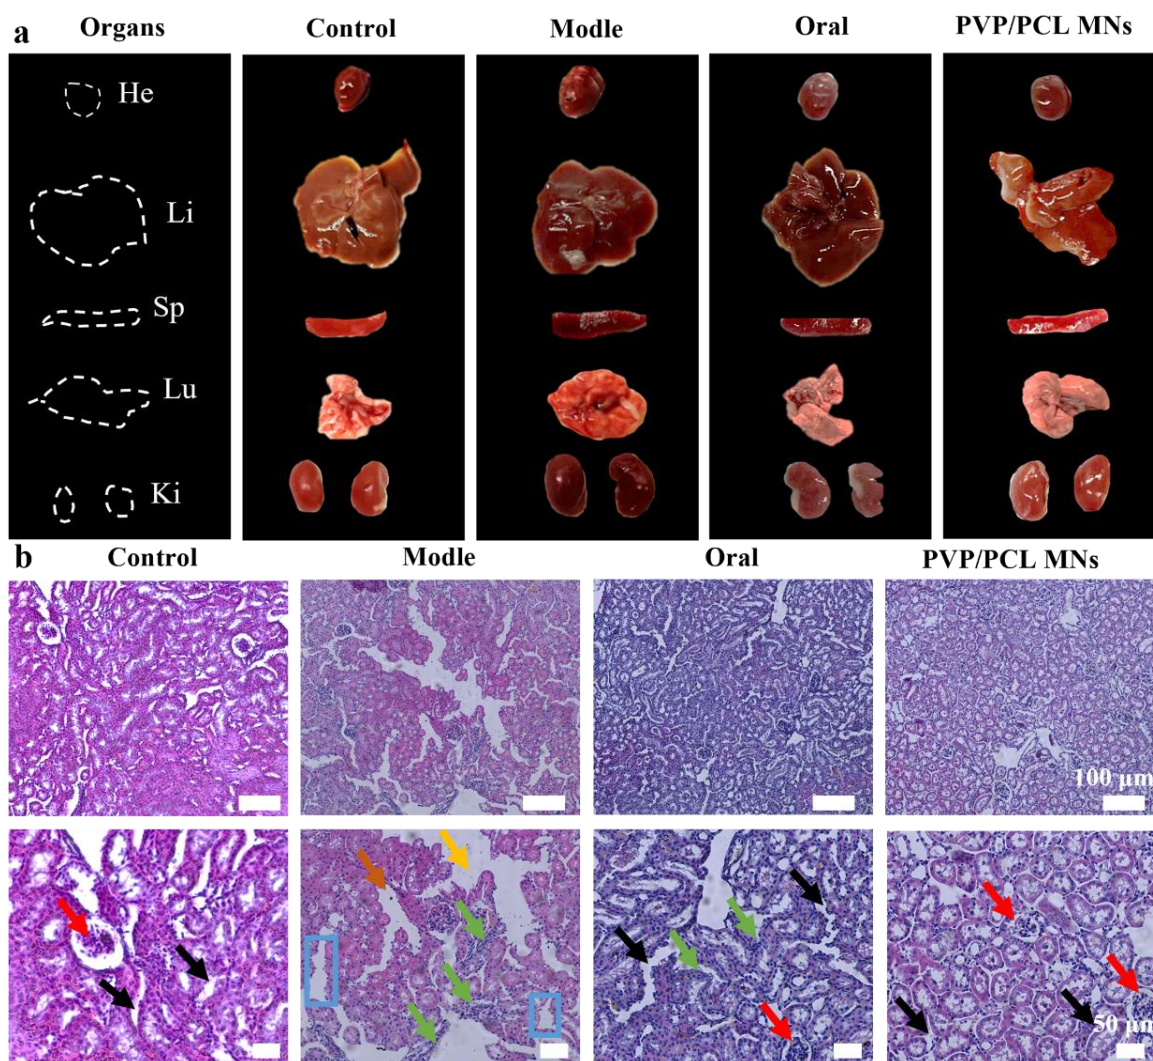 a Organs Control Modle Oral PVP/PCL MNs
He
Li
Sp
Lu
Ki
b Control Modle Oral PVP/PCL MNs
100 µm
50 µm